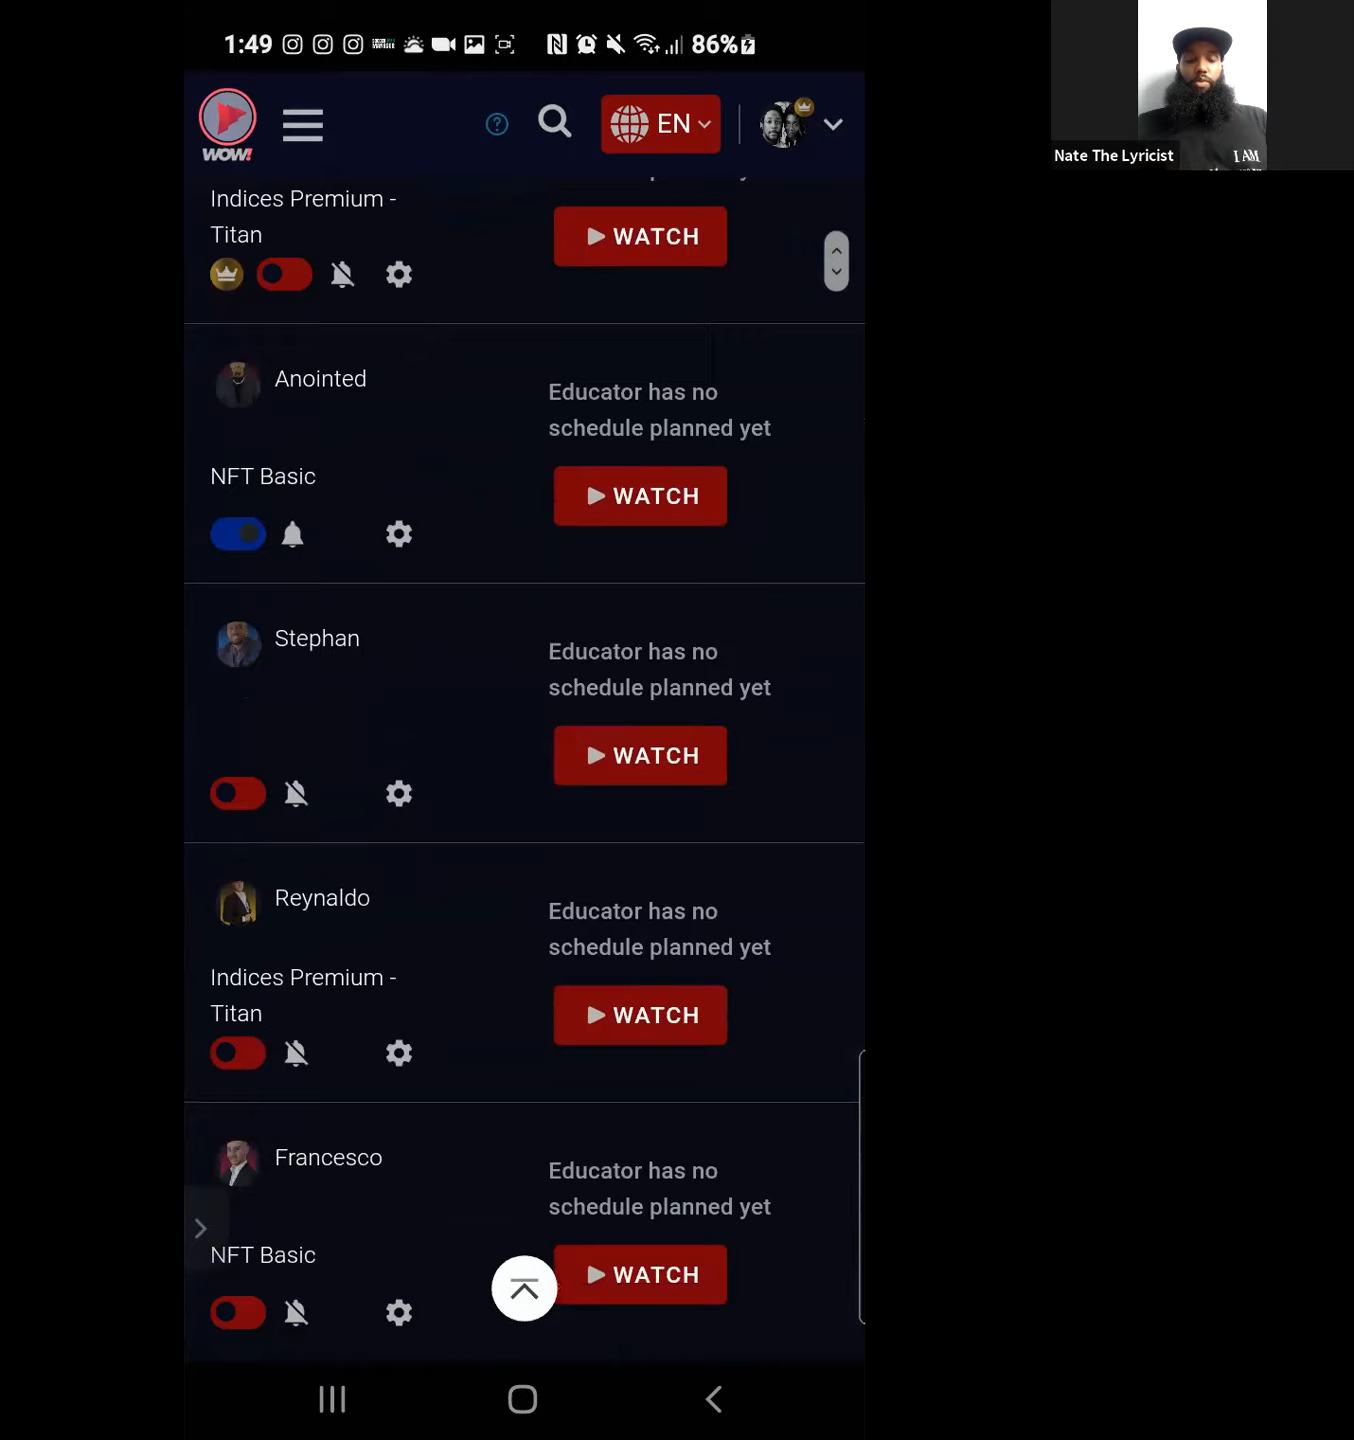 1:49
86%
WOW!
EN
Nate The Lyricist
I AM
Indices Premium -
Titan
WATCH
Anointed
Educator has no
schedule planned yet
NFT Basic
WATCH
Stephan
Educator has no
schedule planned yet
WATCH
Reynaldo
Educator has no
schedule planned yet
Indices Premium -
Titan
WATCH
Francesco
Educator has no
schedule planned yet
NFT Basic
WATCH